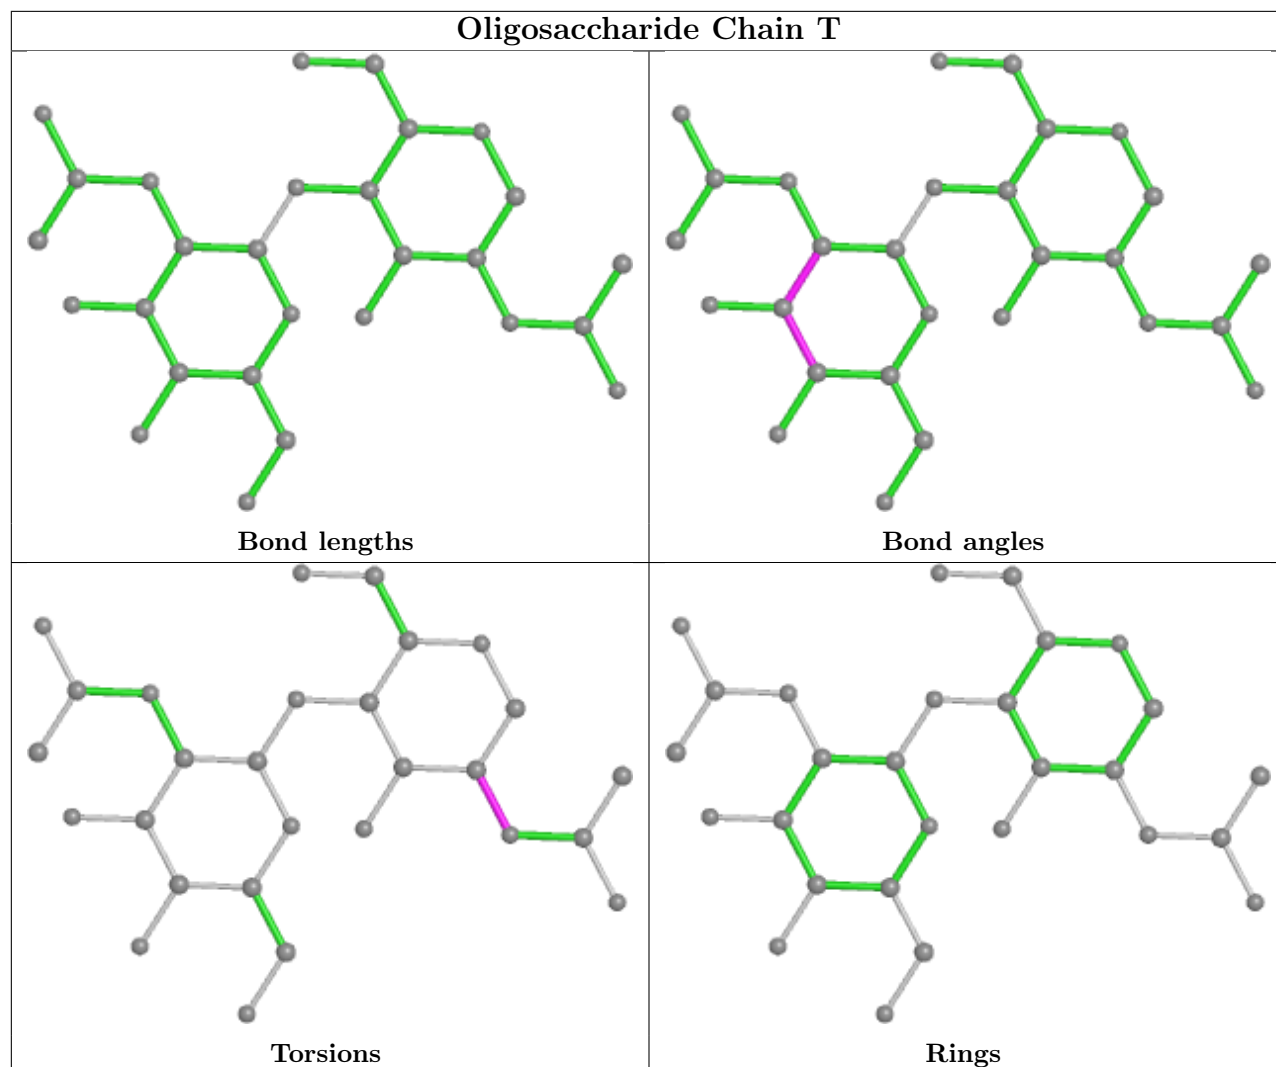 Oligosaccharide Chain T
Bond lengths
Bond angles
Torsions
Rings